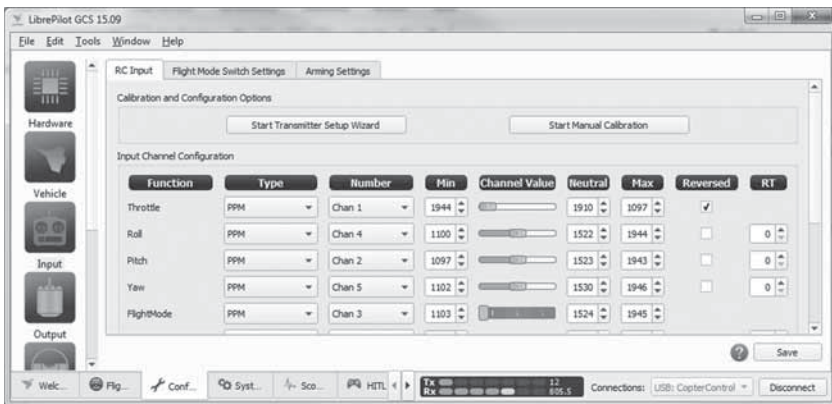 LibrePilot GCS 15.09
File Edit Tools Window Help
RC Input Flight Mode Switch Settings Arming Settings
Calibration and Configuration Options
Start Transmitter Setup Wizard Start Manual Calibration
Hardware
Input Channel Configuration
Function Type Number Min Channel Value Neutral Max Reversed RT
Vehicle
Throttle PPM Chan 1 1944 1910 1097
Roll PPM Chan 4 1100 1522 1944 0
Input
Pitch PPM Chan 2 1097 1523 1943 0
Yaw PPM Chan 5 1102 1530 1946 0
FlightMode PPM Chan 3 1103 1524 1945
Output
Save
Welc... Flig... Conf... Syst... Sco... HITL Tx 12 Connections: USB: CopterControl Disconnect
Rx 805.5